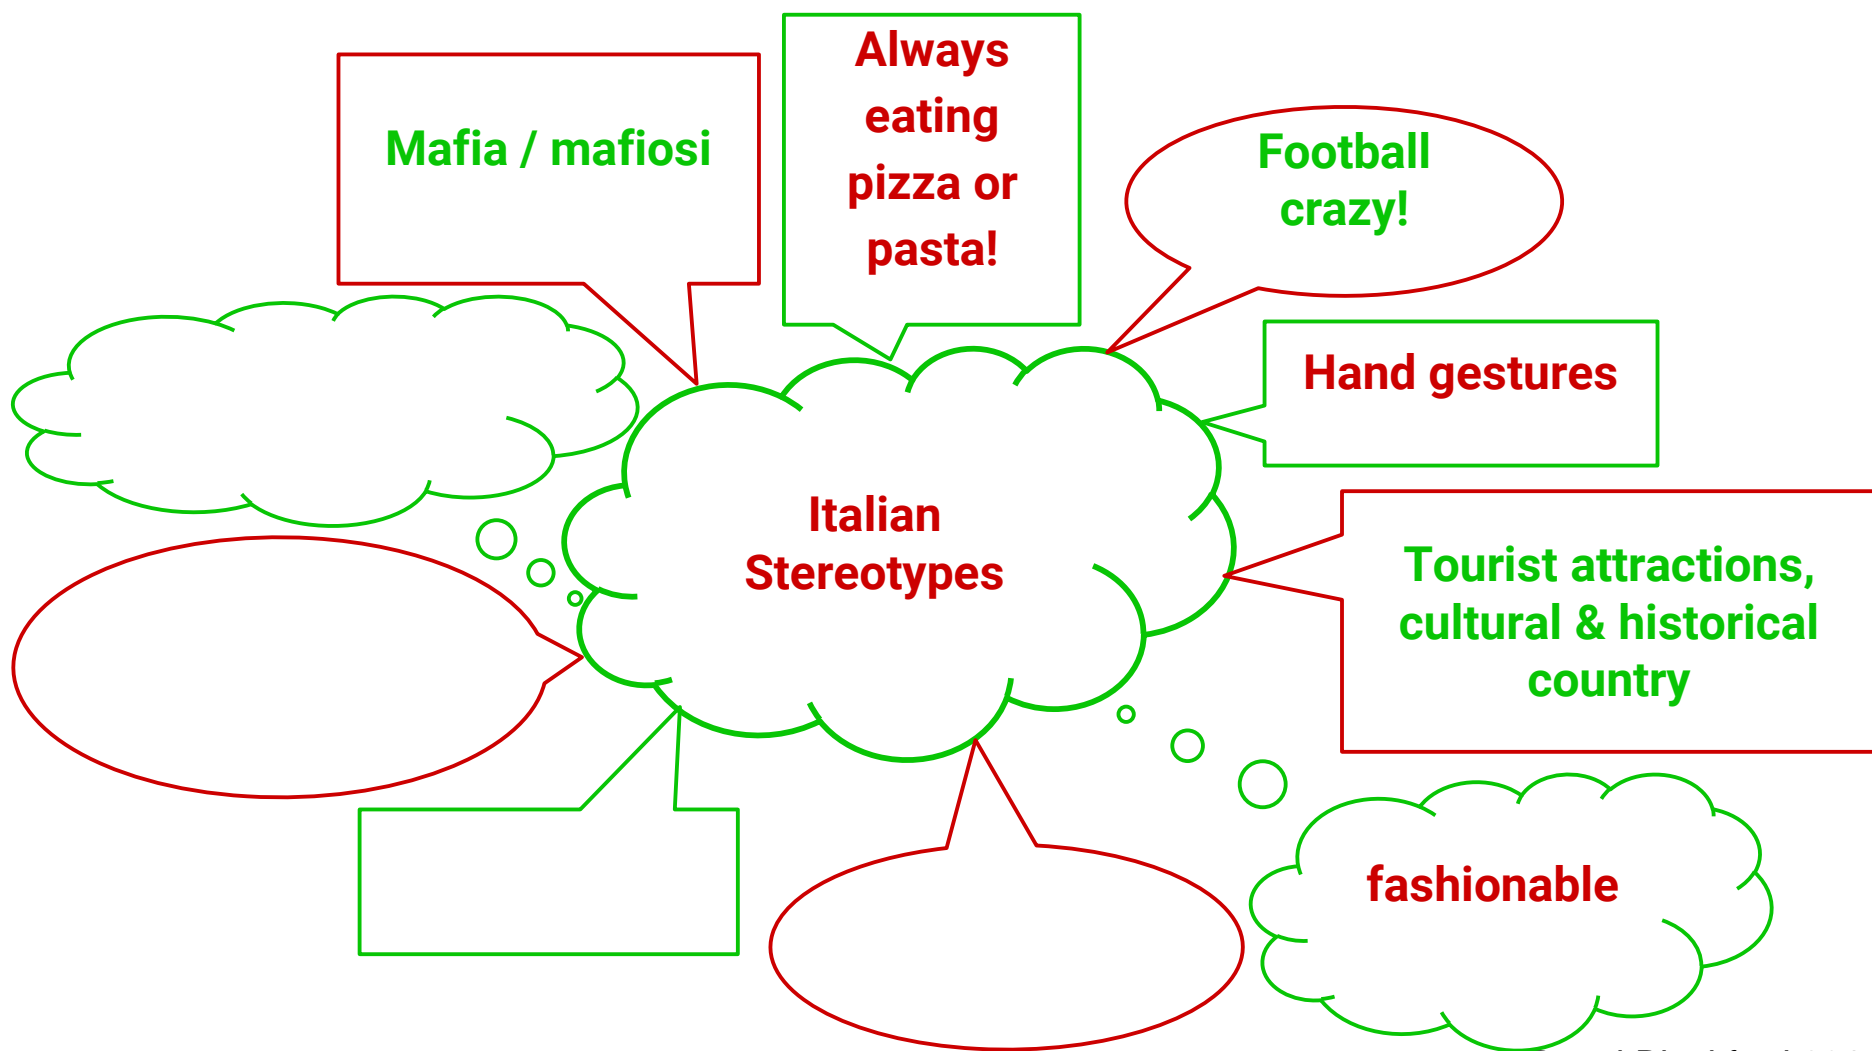 Mafia / mafiosi
Always
eating
pizza or
pasta!
Football
crazy!
Hand gestures
Italian
Stereotypes
Tourist attractions,
cultural & historical
country
fashionable